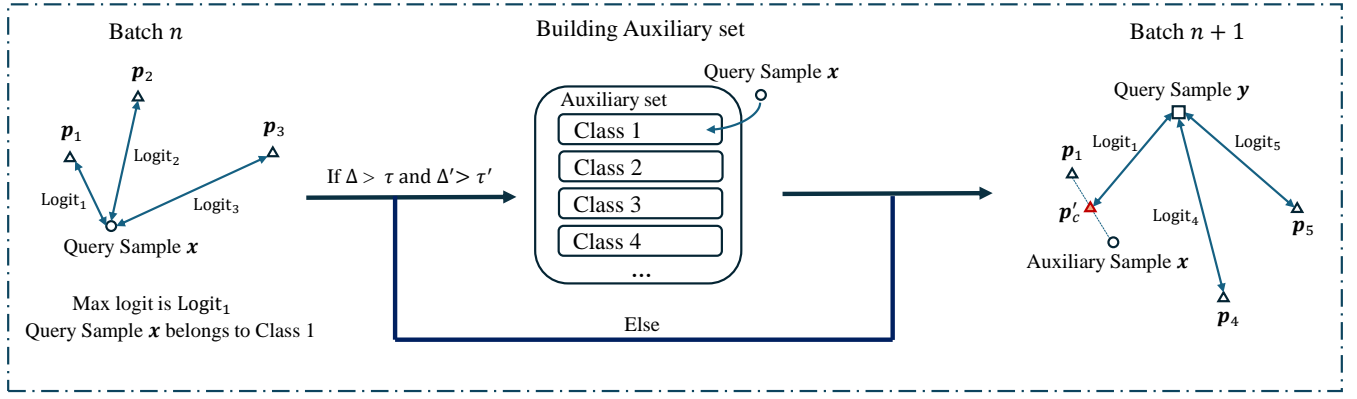 Batch n
p₂
p₁
p₃
Logit₂
Logit₁
Logit₃
Query Sample x
Max logit is Logit₁
Query Sample x belongs to Class 1
If Δ > τ and Δ′> τ′
Building Auxiliary set
Query Sample x
Auxiliary set
Class 1
Class 2
Class 3
Class 4
...
Else
Batch n + 1
Query Sample y
Logit₁
Logit₅
p₁
p′c
Logit₄
p₅
Auxiliary Sample x
p₄